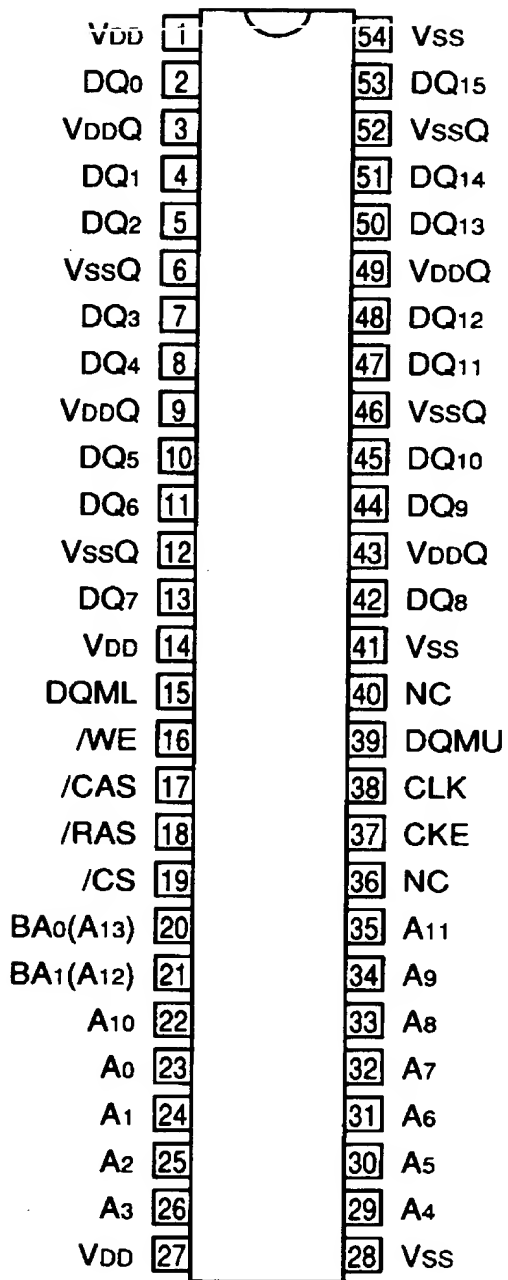 VDD 1 54 VSS
DQ0 2 53 DQ15
VDDQ 3 52 VSSQ
DQ1 4 51 DQ14
DQ2 5 50 DQ13
VSSQ 6 49 VDDQ
DQ3 7 48 DQ12
DQ4 8 47 DQ11
VDDQ 9 46 VSSQ
DQ5 10 45 DQ10
DQ6 11 44 DQ9
VSSQ 12 43 VDDQ
DQ7 13 42 DQ8
VDD 14 41 VSS
DQML 15 40 NC
/WE 16 39 DQMU
/CAS 17 38 CLK
/RAS 18 37 CKE
/CS 19 36 NC
BA0(A13) 20 35 A11
BA1(A12) 21 34 A9
A10 22 33 A8
A0 23 32 A7
A1 24 31 A6
A2 25 30 A5
A3 26 29 A4
VDD 27 28 VSS